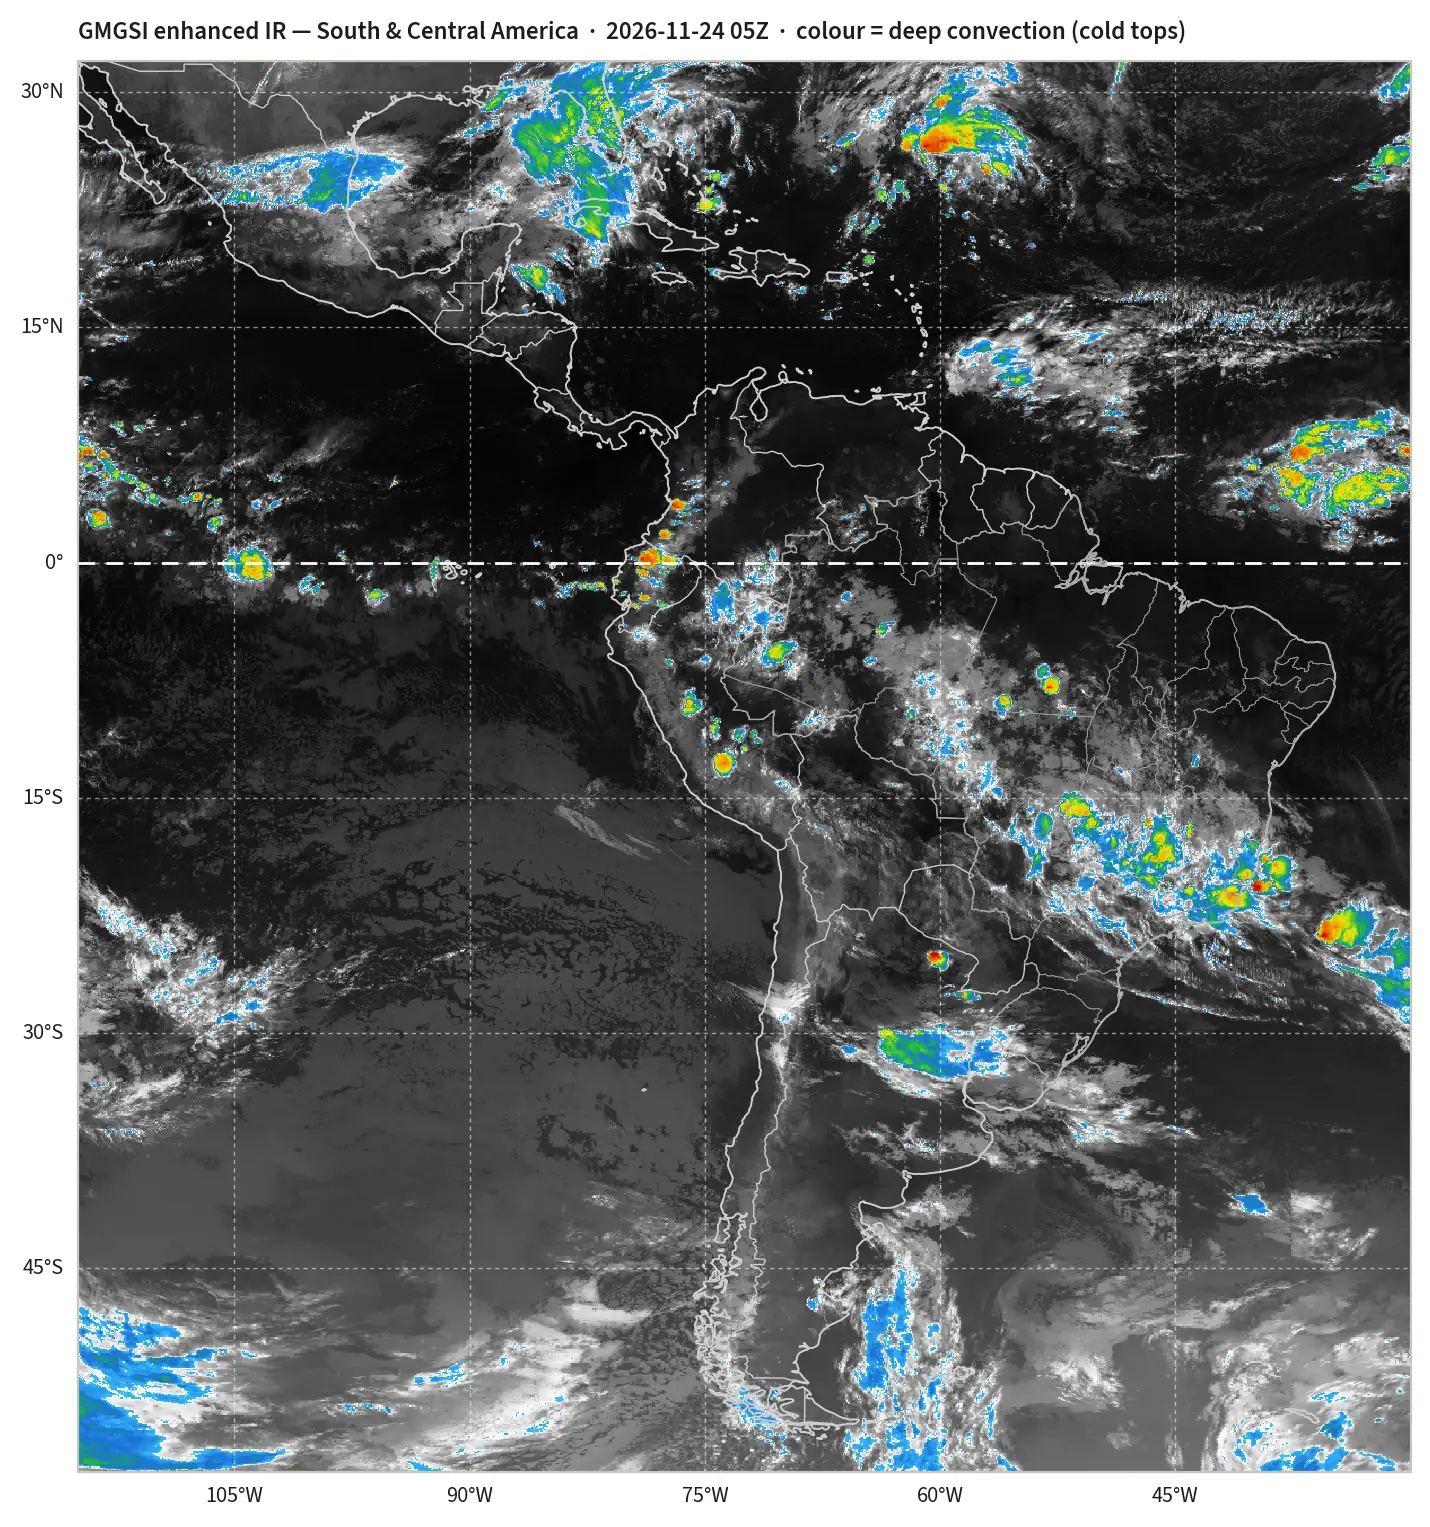 GMGSI enhanced IR — South & Central America · 2026-11-24 05Z · colour = deep convection (cold tops)
30°N
15°N
0°
15°S
30°S
45°S
105°W
90°W
75°W
60°W
45°W